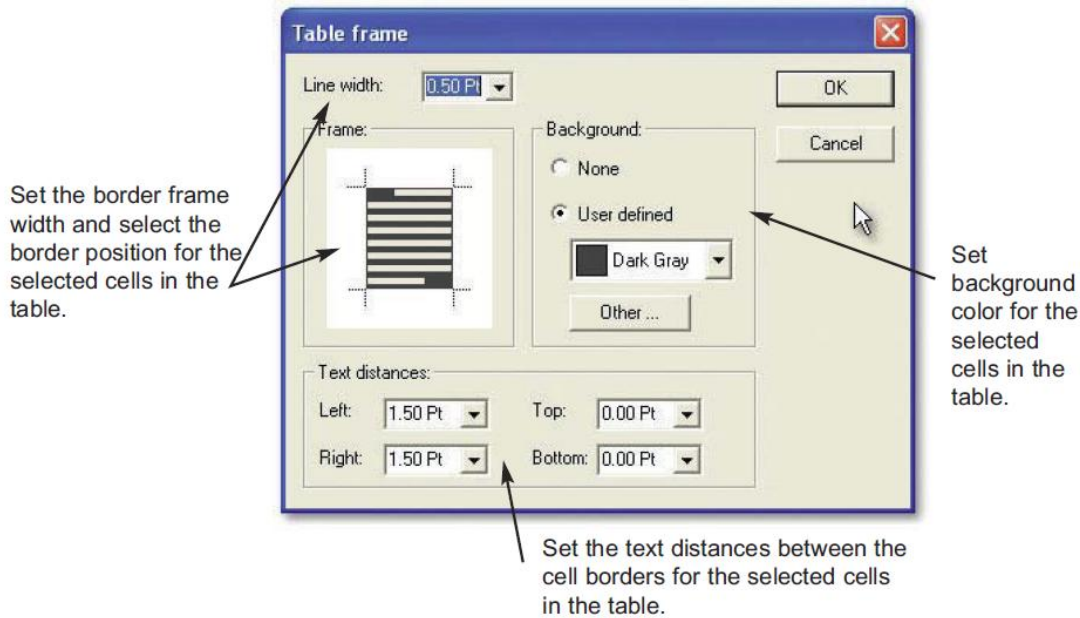 Table frame
Line width: 0.50 Pt
OK
Frame:
Background:
Cancel
None
User defined
Dark Gray
Other ...
Set the border frame
width and select the
border position for the
selected cells in the
table.
Set
background
color for the
selected
cells in the
table.
Text distances:
Left: 1.50 Pt Top: 0.00 Pt
Right: 1.50 Pt Bottom: 0.00 Pt
Set the text distances between the
cell borders for the selected cells
in the table.